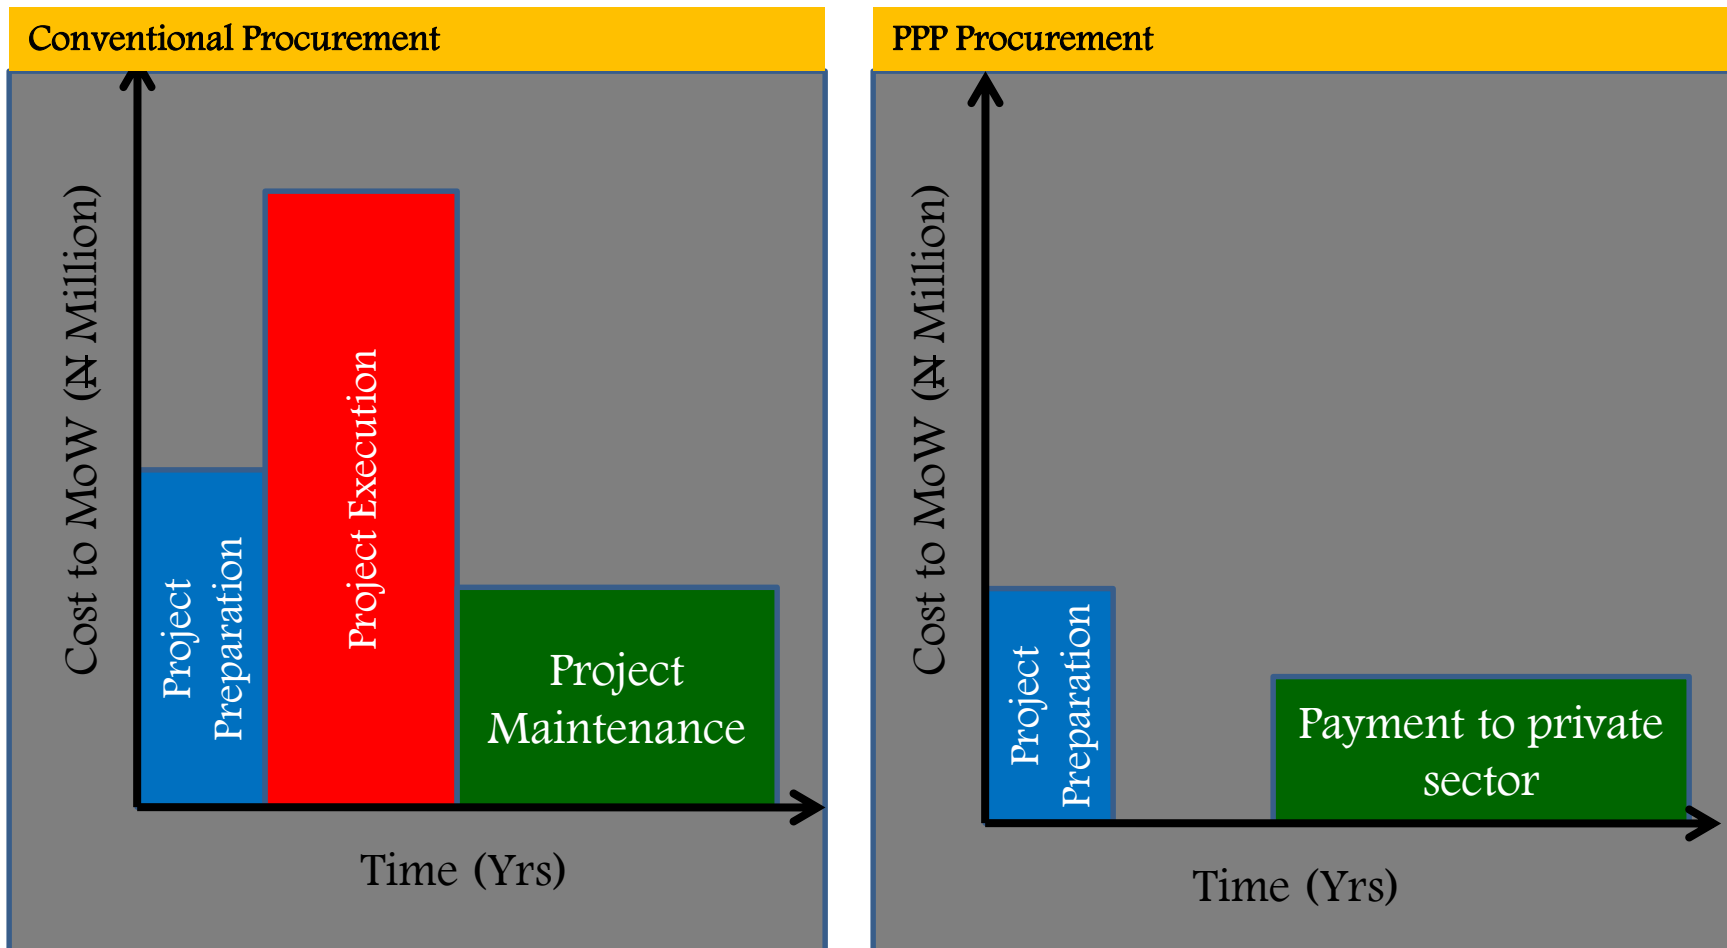 Conventional Procurement
Cost to MoW (₦ Million)
Project
Preparation
Project Execution
Project
Maintenance
Time (Yrs)
PPP Procurement
Cost to MoW (₦ Million)
Project
Preparation
Payment to private
sector
Time (Yrs)